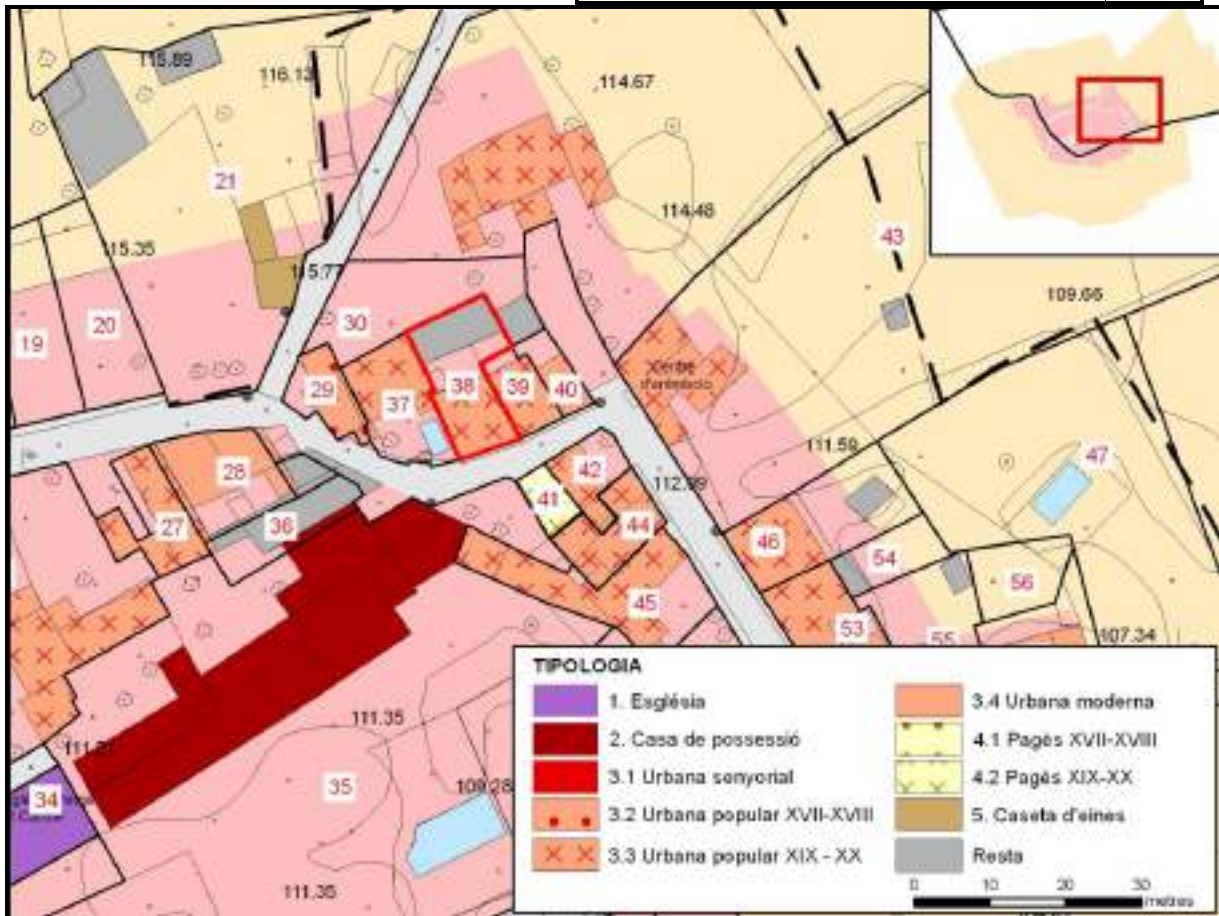 115.89
116.13
114.67
21
114.48
43
115.35
115.77
109.66
19
20
30
29
37
38
39
40
111.59
47
28
42
112.99
41
27
36
44
46
54
56
45
53
55
107.34
111.35
35
109.28
34
111.35
TIPOLOGIA
1. Església
2. Casa de possessió
3.1 Urbana senyorial
3.2 Urbana popular XVII-XVIII
3.3 Urbana popular XIX - XX
3.4 Urbana moderna
4.1 Pagès XVII-XVIII
4.2 Pagès XIX-XX
5. Caseta d'eines
Resta
0 10 20 30
metres